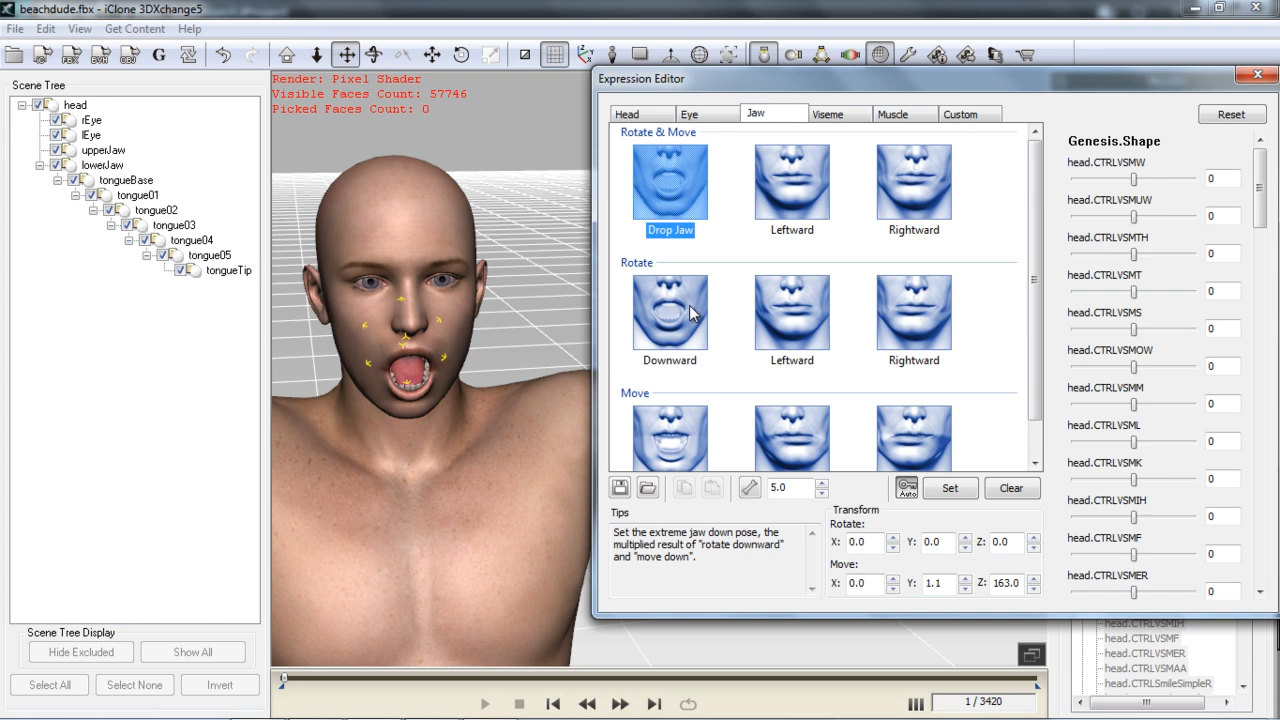 beachdude.fbx - iClone 3DXchange5
File Edit View Get Content Help
FBX BVH OBJ G
Scene Tree
head
rEye
lEye
upperJaw
lowerJaw
tongueBase
tongue01
tongue02
tongue03
tongue04
tongue05
tongueTip
Scene Tree Display
Hide Excluded Show All
Select All Select None Invert
Render: Pixel Shader
Visible Faces Count: 57746
Picked Faces Count: 0
1 / 3420
Expression Editor
Head Eye Jaw Viseme Muscle Custom
Reset
Rotate & Move
Drop Jaw Leftward Rightward
Rotate
Downward Leftward Rightward
Move
5.0
Auto
Set Clear
Tips
Set the extreme jaw down pose, the
multiplied result of "rotate downward"
and "move down".
Transform
Rotate:
X: 0.0 Y: 0.0 Z: 0.0
Move:
X: 0.0 Y: 1.1 Z: 163.0
Genesis.Shape
head.CTRLVSMW
0
head.CTRLVSMUW
0
head.CTRLVSMTH
0
head.CTRLVSMT
0
head.CTRLVSMS
0
head.CTRLVSMOW
0
head.CTRLVSMM
0
head.CTRLVSML
0
head.CTRLVSMK
0
head.CTRLVSMIH
0
head.CTRLVSMF
0
head.CTRLVSMER
0
head.CTRLVSMIH
head.CTRLVSMF
head.CTRLVSMER
head.CTRLVSMAA
head.CTRLSmileSimpleR